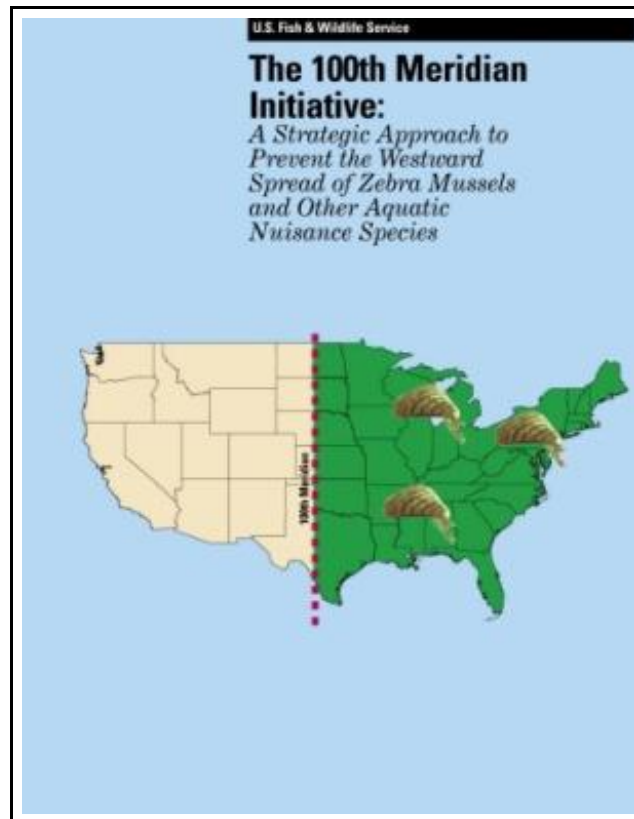 U.S. Fish & Wildlife Service
The 100th Meridian
Initiative:
A Strategic Approach to
Prevent the Westward
Spread of Zebra Mussels
and Other Aquatic
Nuisance Species
100th Meridian